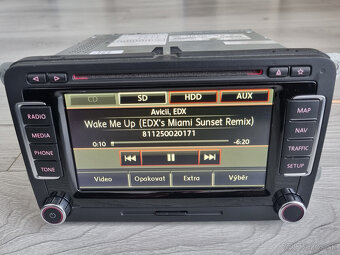 CD SD HDD AUX
RADIO
MEDIA
PHONE
TONE
Avicii, EDX
Wake Me Up (EDX's Miami Sunset Remix)
811250020171
0:10 -6:20
Video Opakovat Extra Výběr
MAP
NAV
TRAFFIC
SETUP